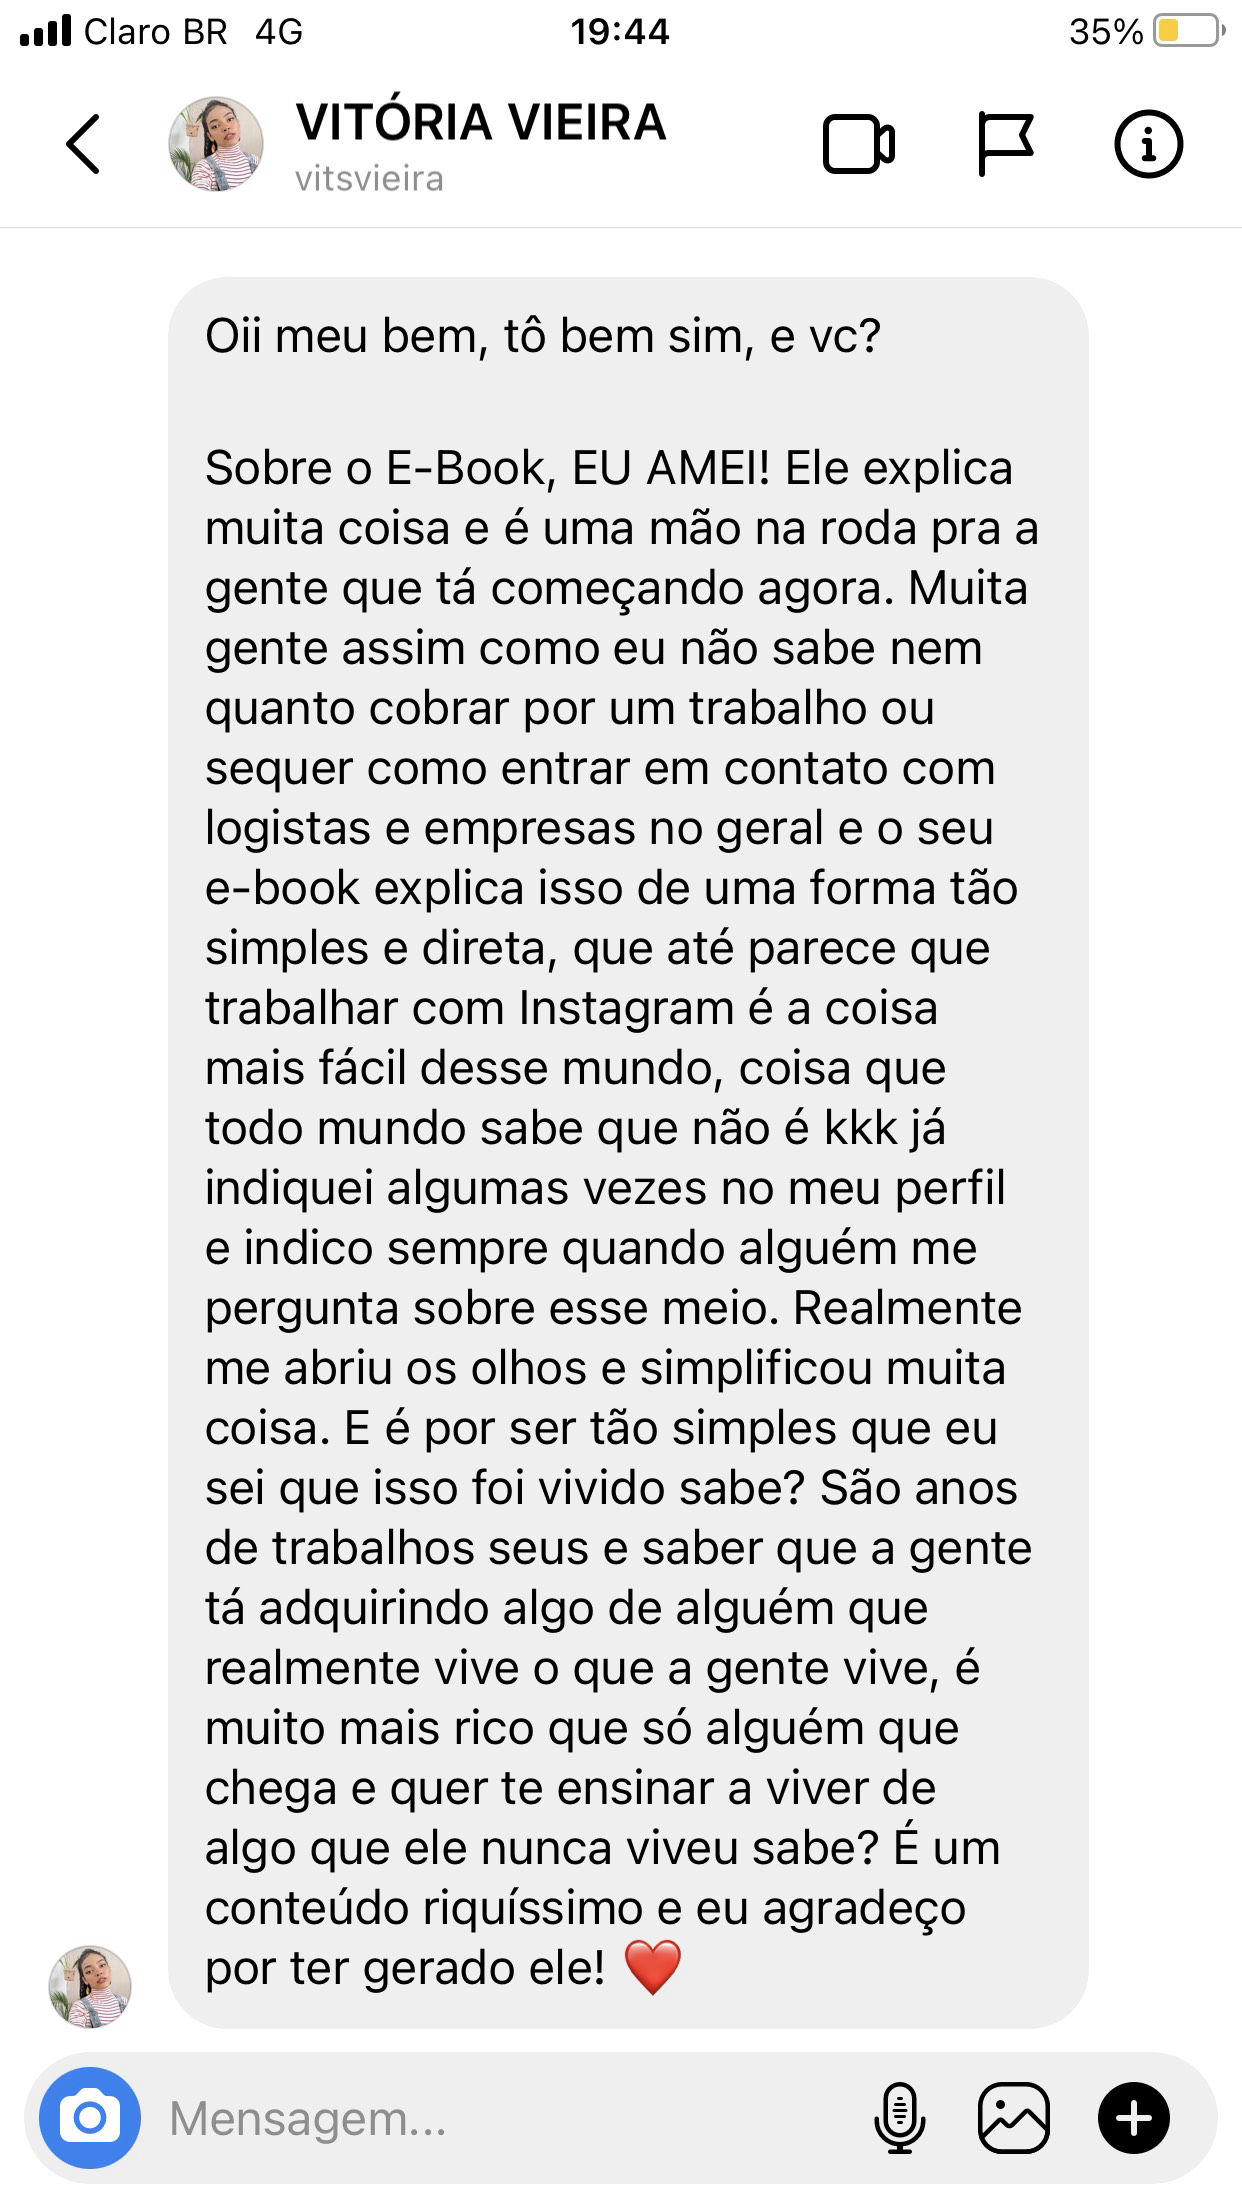 Claro BR 4G 19:44 35%
VITÓRIA VIEIRA
vitsvieira
Oii meu bem, tô bem sim, e vc?
Sobre o E-Book, EU AMEI! Ele explica
muita coisa e é uma mão na roda pra a
gente que tá começando agora. Muita
gente assim como eu não sabe nem
quanto cobrar por um trabalho ou
sequer como entrar em contato com
logistas e empresas no geral e o seu
e-book explica isso de uma forma tão
simples e direta, que até parece que
trabalhar com Instagram é a coisa
mais fácil desse mundo, coisa que
todo mundo sabe que não é kkk já
indiquei algumas vezes no meu perfil
e indico sempre quando alguém me
pergunta sobre esse meio. Realmente
me abriu os olhos e simplificou muita
coisa. E é por ser tão simples que eu
sei que isso foi vivido sabe? São anos
de trabalhos seus e saber que a gente
tá adquirindo algo de alguém que
realmente vive o que a gente vive, é
muito mais rico que só alguém que
chega e quer te ensinar a viver de
algo que ele nunca viveu sabe? É um
conteúdo riquíssimo e eu agradeço
por ter gerado ele! ❤️
Mensagem...